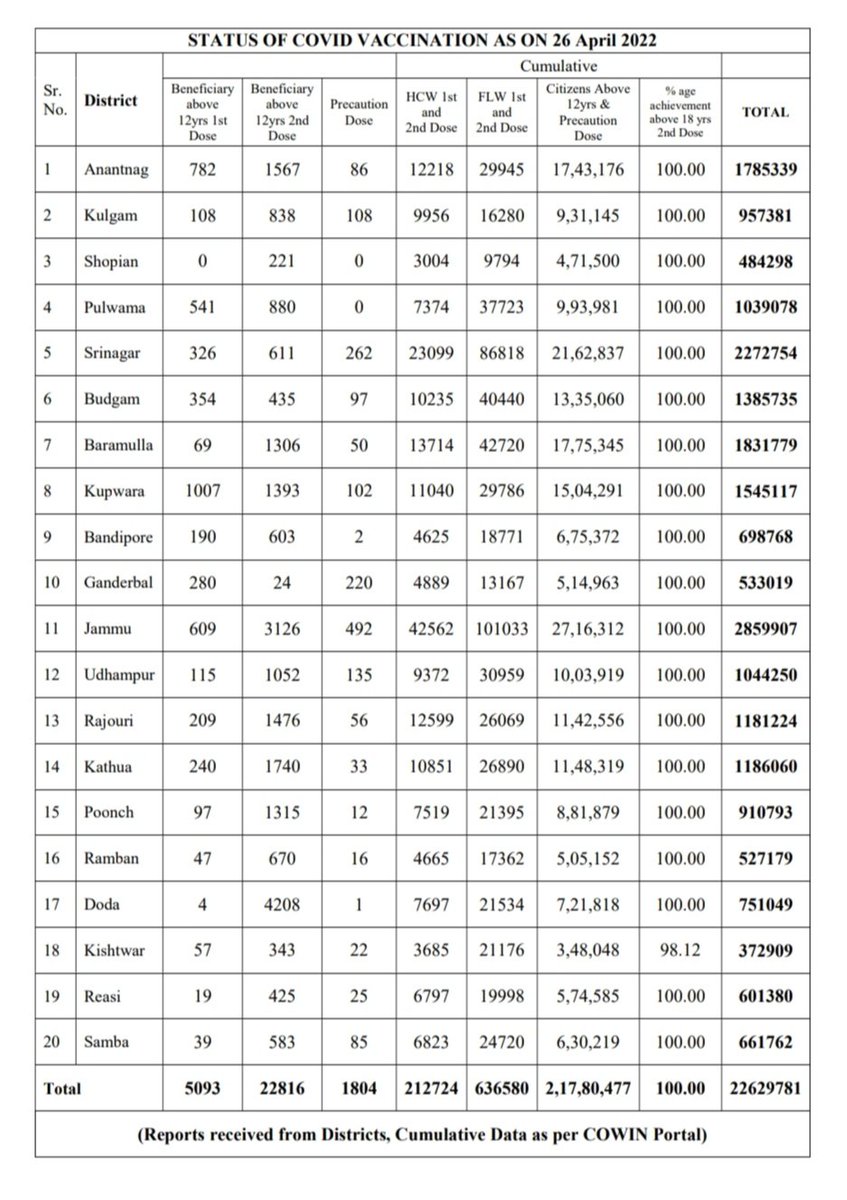 STATUS OF COVID VACCINATION AS ON 26 April 2022
Sr. No. District Beneficiary above 12yrs 1st Dose Beneficiary above 12yrs 2nd Dose Precaution Dose Cumulative HCW 1st and 2nd Dose FLW 1st and 2nd Dose Citizens Above 12yrs & Precaution Dose % age achievement above 18 yrs 2nd Dose TOTAL
1 Anantnag 782 1567 86 12218 29945 17,43,176 100.00 1785339
2 Kulgam 108 838 108 9956 16280 9,31,145 100.00 957381
3 Shopian 0 221 0 3004 9794 4,71,500 100.00 484298
4 Pulwama 541 880 0 7374 37723 9,93,981 100.00 1039078
5 Srinagar 326 611 262 23099 86818 21,62,837 100.00 2272754
6 Budgam 354 435 97 10235 40440 13,35,060 100.00 1385735
7 Baramulla 69 1306 50 13714 42720 17,75,345 100.00 1831779
8 Kupwara 1007 1393 102 11040 29786 15,04,291 100.00 1545117
9 Bandipore 190 603 2 4625 18771 6,75,372 100.00 698768
10 Ganderbal 280 24 220 4889 13167 5,14,963 100.00 533019
11 Jammu 609 3126 492 42562 101033 27,16,312 100.00 2859907
12 Udhampur 115 1052 135 9372 30959 10,03,919 100.00 1044250
13 Rajouri 209 1476 56 12599 26069 11,42,556 100.00 1181224
14 Kathua 240 1740 33 10851 26890 11,48,319 100.00 1186060
15 Poonch 97 1315 12 7519 21395 8,81,879 100.00 910793
16 Ramban 47 670 16 4665 17362 5,05,152 100.00 527179
17 Doda 4 4208 1 7697 21534 7,21,818 100.00 751049
18 Kishtwar 57 343 22 3685 21176 3,48,048 98.12 372909
19 Reasi 19 425 25 6797 19998 5,74,585 100.00 601380
20 Samba 39 583 85 6823 24720 6,30,219 100.00 661762
Total 5093 22816 1804 212724 636580 2,17,80,477 100.00 22629781
(Reports received from Districts, Cumulative Data as per COWIN Portal)